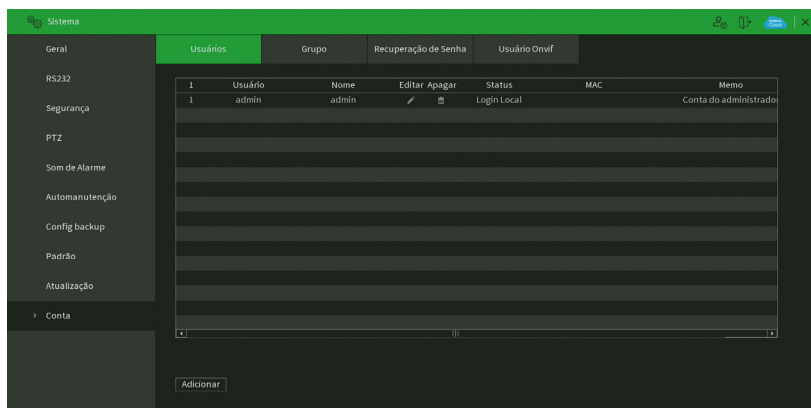 Sistema
Geral
RS232
Segurança
PTZ
Som de Alarme
Automanutenção
Config backup
Padrão
Atualização
> Conta
Usuários Grupo Recuperação de Senha Usuário Onvif
1 Usuário Nome Editar Apagar Status MAC Memo
1 admin admin Login Local Conta do administrado
Adicionar